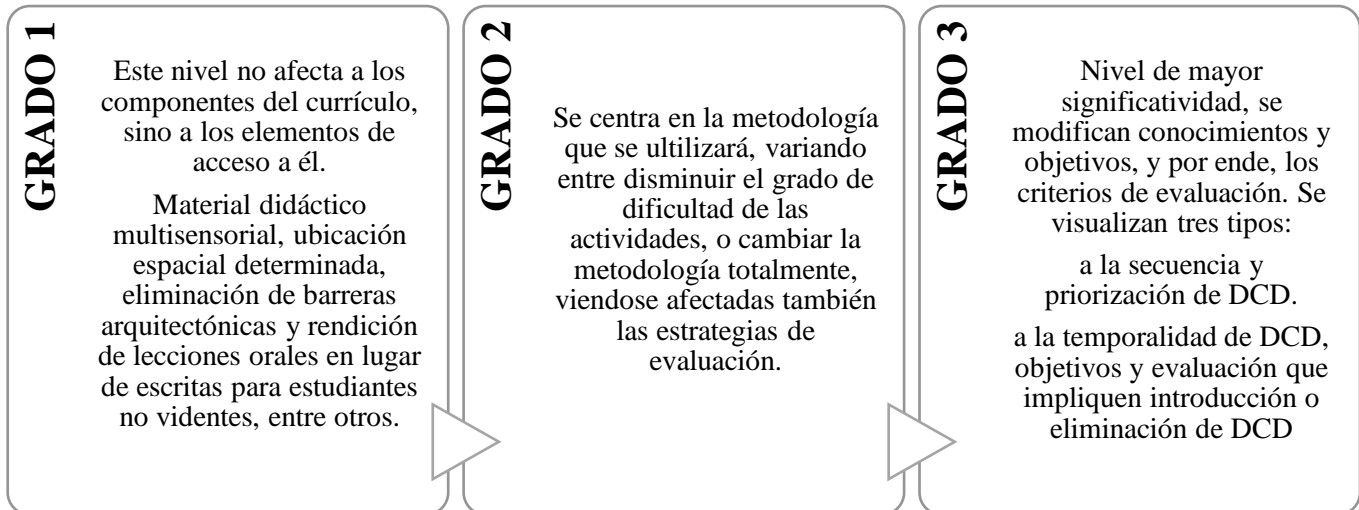 GRADO 1
Este nivel no afecta a los
componentes del currículo,
sino a los elementos de
acceso a él.
Material didáctico
multisensorial, ubicación
espacial determinada,
eliminación de barreras
arquitectónicas y rendición
de lecciones orales en lugar
de escritas para estudiantes
no videntes, entre otros.
GRADO 2
Se centra en la metodología
que se ultilizará, variando
entre disminuir el grado de
dificultad de las
actividades, o cambiar la
metodología totalmente,
viendose afectadas también
las estrategias de
evaluación.
GRADO 3
Nivel de mayor
significatividad, se
modifican conocimientos y
objetivos, y por ende, los
criterios de evaluación. Se
visualizan tres tipos:
a la secuencia y
priorización de DCD.
a la temporalidad de DCD,
objetivos y evaluación que
impliquen introducción o
eliminación de DCD